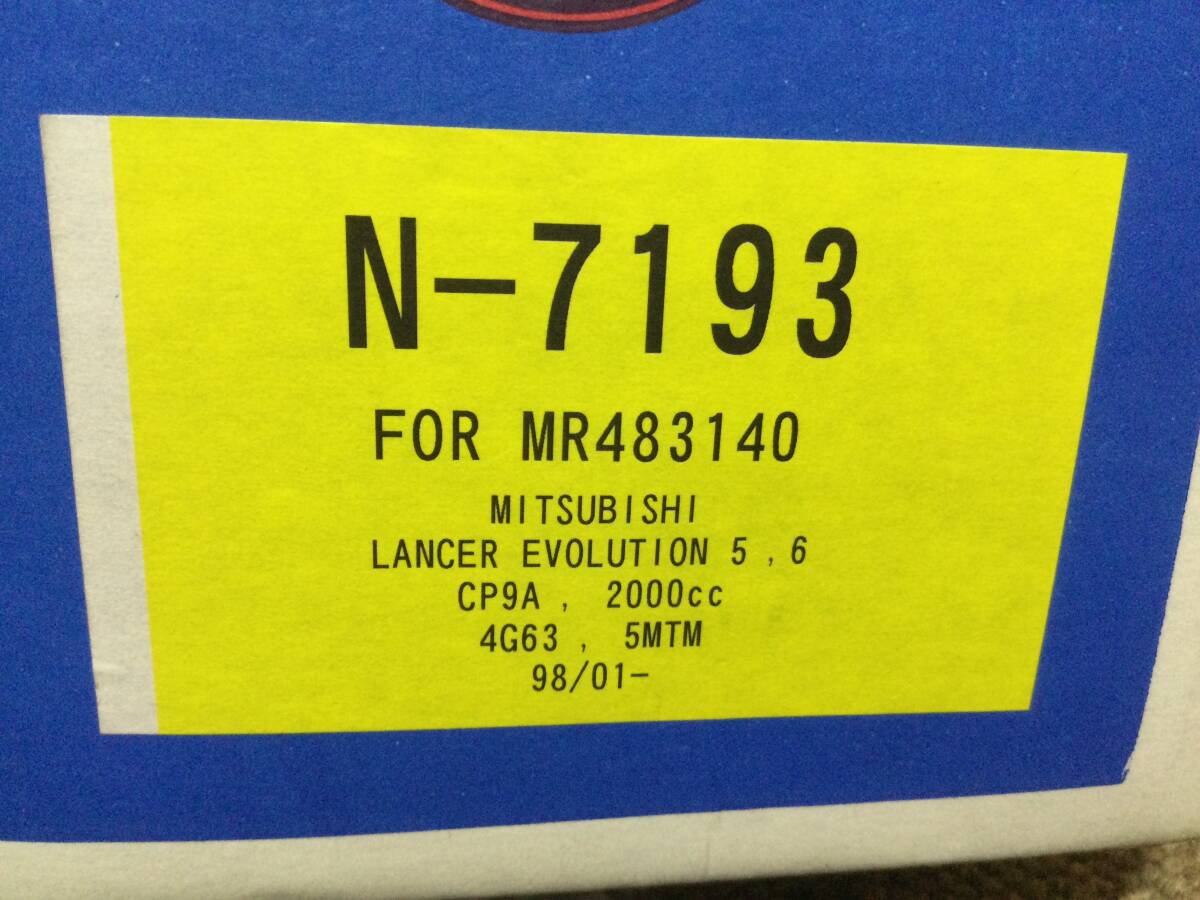 N-7193
FOR MR483140
MITSUBISHI
LANCER EVOLUTION 5 , 6
CP9A , 2000cc
4G63 , 5MTM
98/01-